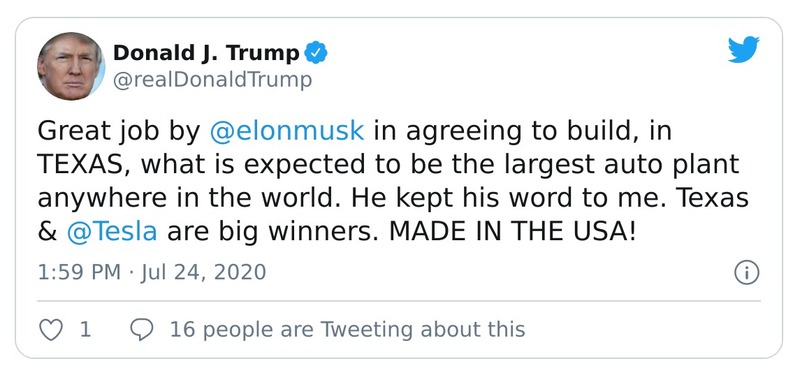 Donald J. Trump
@realDonaldTrump
Great job by @elonmusk in agreeing to build, in
TEXAS, what is expected to be the largest auto plant
anywhere in the world. He kept his word to me. Texas
& @Tesla are big winners. MADE IN THE USA!
1:59 PM · Jul 24, 2020
1 16 people are Tweeting about this